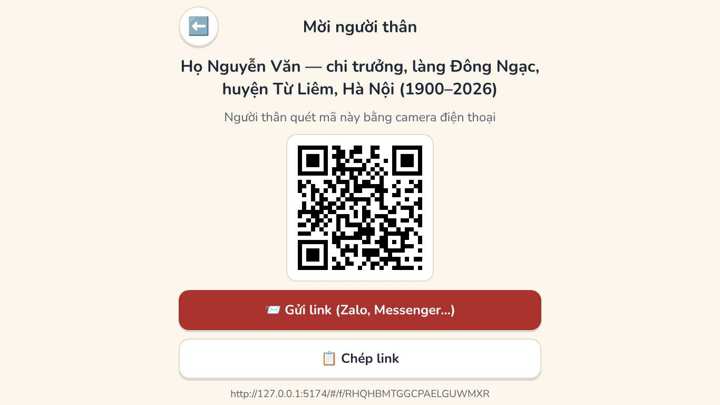 Mời người thân
Họ Nguyễn Văn — chi trưởng, làng Đông Ngạc,
huyện Từ Liêm, Hà Nội (1900–2026)
Người thân quét mã này bằng camera điện thoại
Gửi link (Zalo, Messenger...)
Chép link
http://127.0.0.1:5174/#/f/RHQHBMTGGCPAELGUWMXR